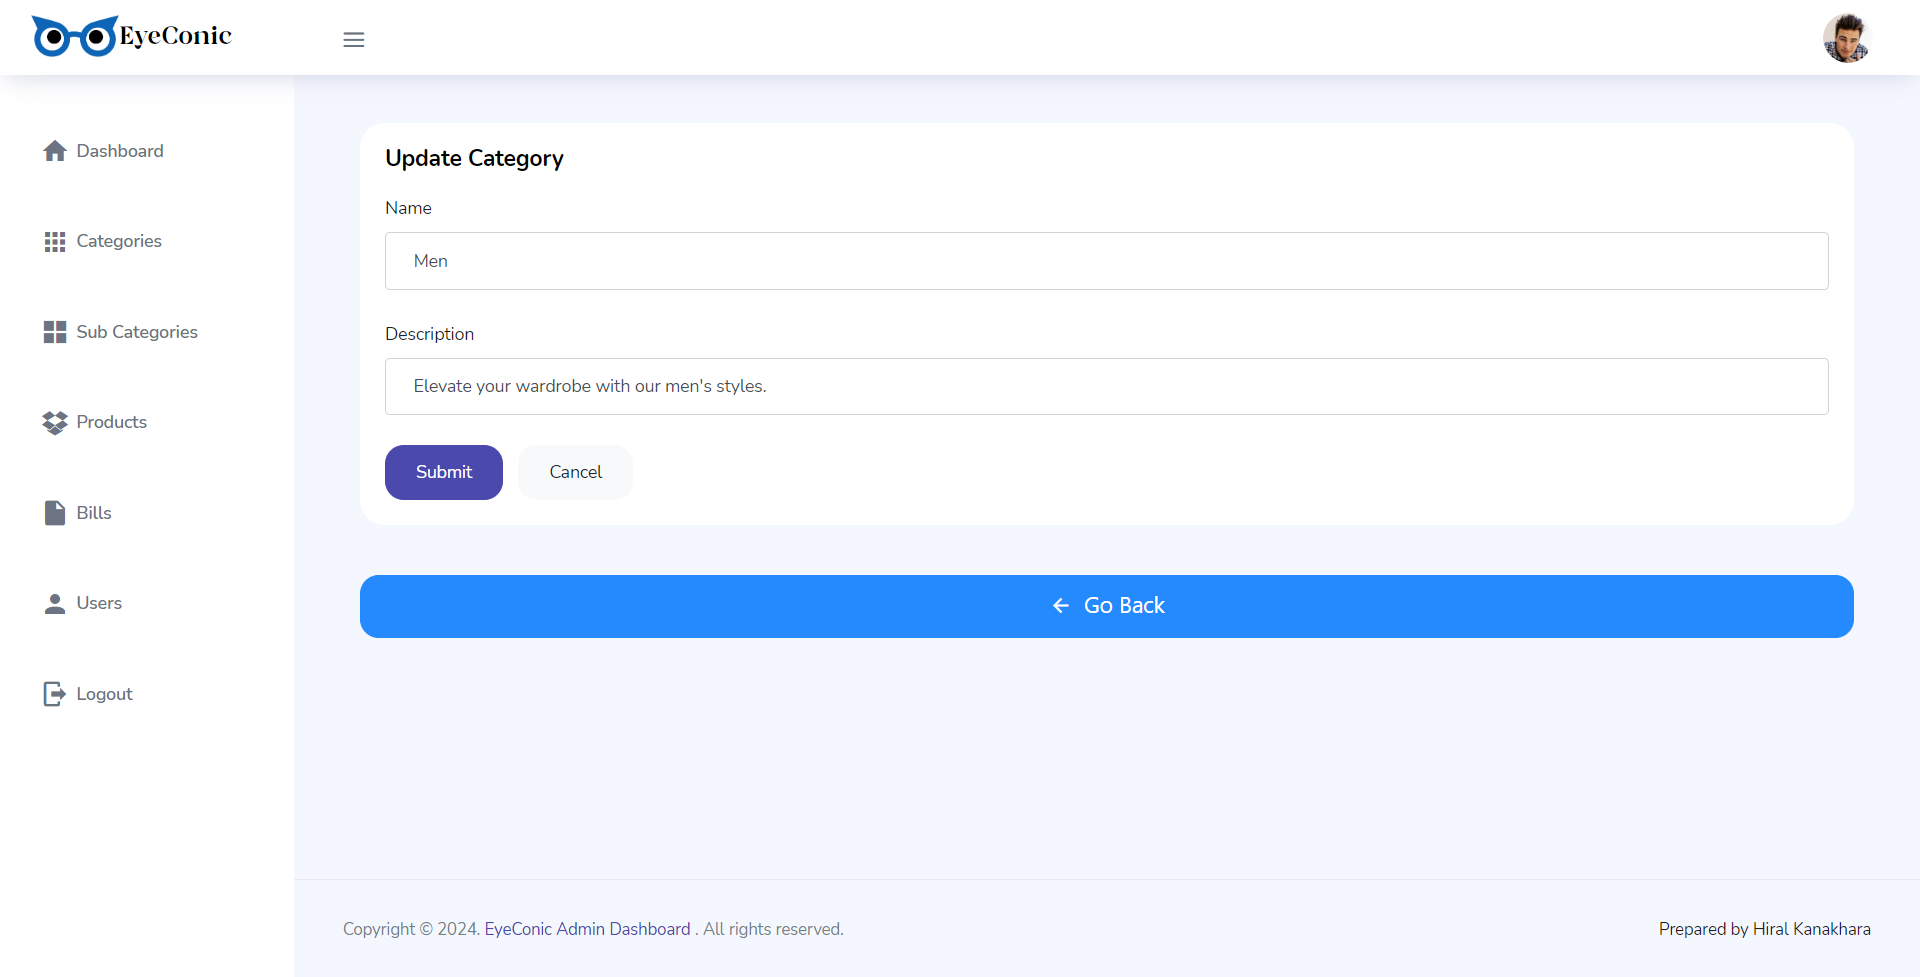 EyeConic
Dashboard
Categories
Sub Categories
Products
Bills
Users
Logout
Update Category
Name
Men
Description
Elevate your wardrobe with our men's styles.
Submit
Cancel
Go Back
Copyright © 2024. EyeConic Admin Dashboard . All rights reserved.
Prepared by Hiral Kanakhara